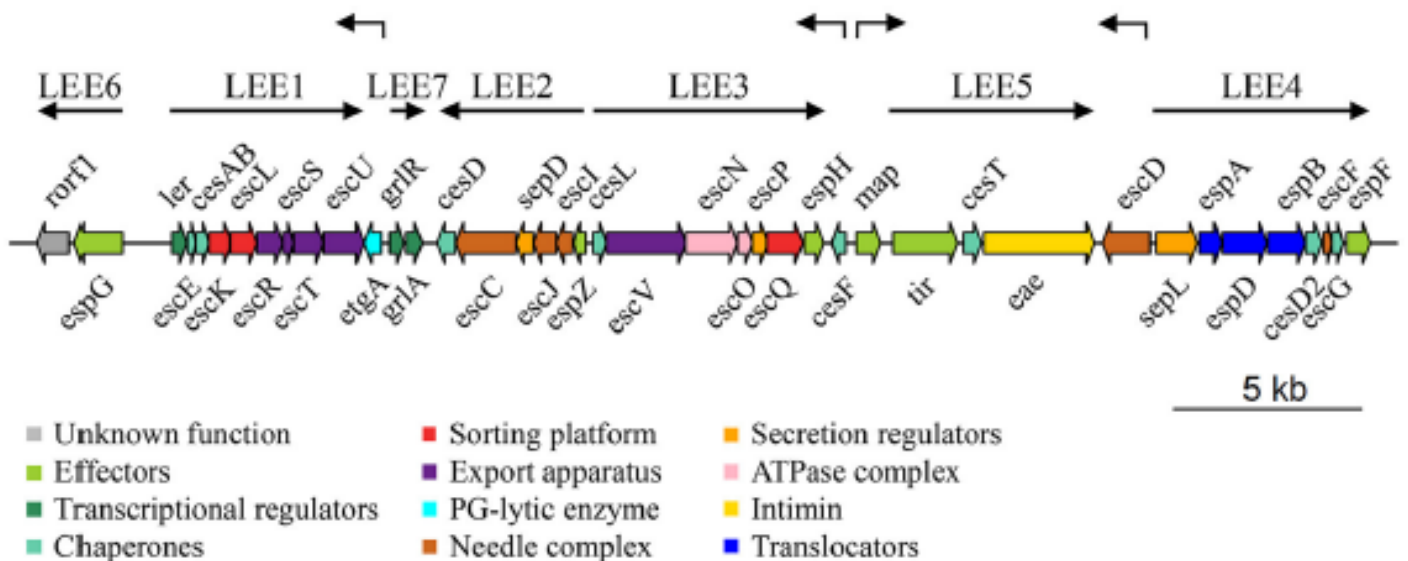 LEE6 LEE1 LEE7 LEE2 LEE3 LEE5 LEE4
rorf1 ler cesAB escL escS escU grlR cesD sepD escI cesL escN escP espH map cesT escD espA espB escF espF
espG escE escK escR escT etgA grlA escC escJ espZ escV escO escQ cesF tir eae sepL espD cesD2 escG
5 kb
Unknown function
Effectors
Transcriptional regulators
Chaperones
Sorting platform
Export apparatus
PG-lytic enzyme
Needle complex
Secretion regulators
ATPase complex
Intimin
Translocators